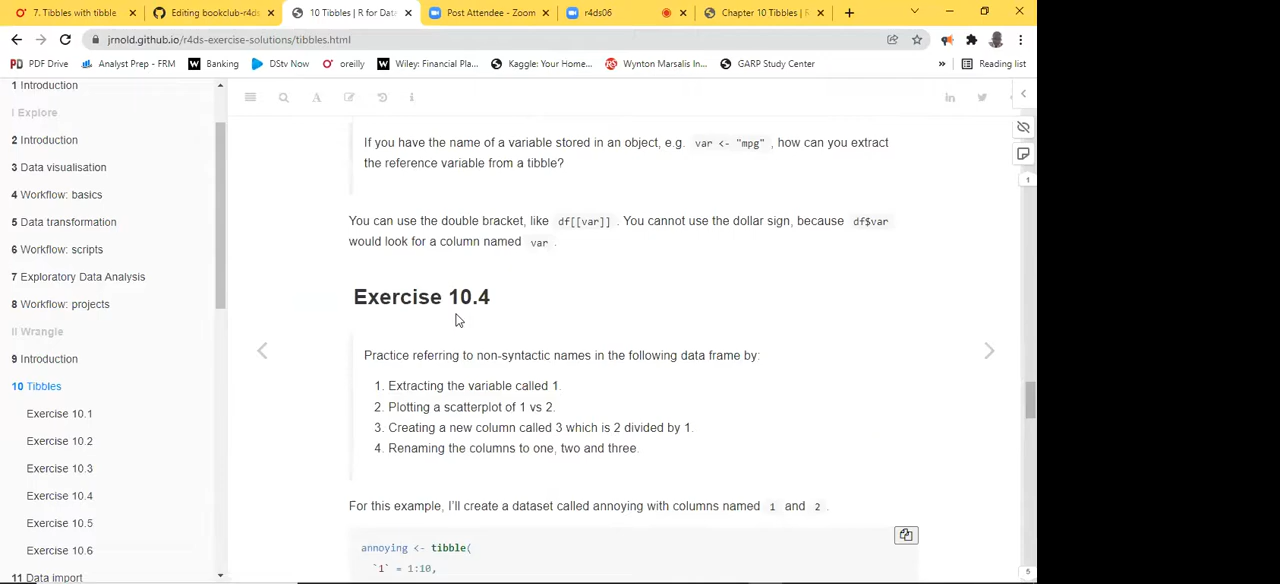 7. Tibbles with tibble
Editing bookclub-r4ds
10 Tibbles | R for Data
Post Attendee - Zoom
r4ds06
Chapter 10 Tibbles | R
jrnold.github.io/r4ds-exercise-solutions/tibbles.html
PDF Drive
Analyst Prep - FRM
Banking
DStv Now
oreilly
Wiley: Financial Pla...
Kaggle: Your Home...
Wynton Marsalis In...
GARP Study Center
»
Reading list
1 Introduction
I Explore
2 Introduction
3 Data visualisation
4 Workflow: basics
5 Data transformation
6 Workflow: scripts
7 Exploratory Data Analysis
8 Workflow: projects
II Wrangle
9 Introduction
10 Tibbles
Exercise 10.1
Exercise 10.2
Exercise 10.3
Exercise 10.4
Exercise 10.5
Exercise 10.6
11 Data import
If you have the name of a variable stored in an object, e.g. var <- "mpg" , how can you extract
the reference variable from a tibble?
You can use the double bracket, like df[[var]] . You cannot use the dollar sign, because df$var
would look for a column named var .
Exercise 10.4
Practice referring to non-syntactic names in the following data frame by:
1. Extracting the variable called 1.
2. Plotting a scatterplot of 1 vs 2.
3. Creating a new column called 3 which is 2 divided by 1.
4. Renaming the columns to one, two and three.
For this example, I'll create a dataset called annoying with columns named 1 and 2 .
annoying <- tibble(
`1` = 1:10,
1
5